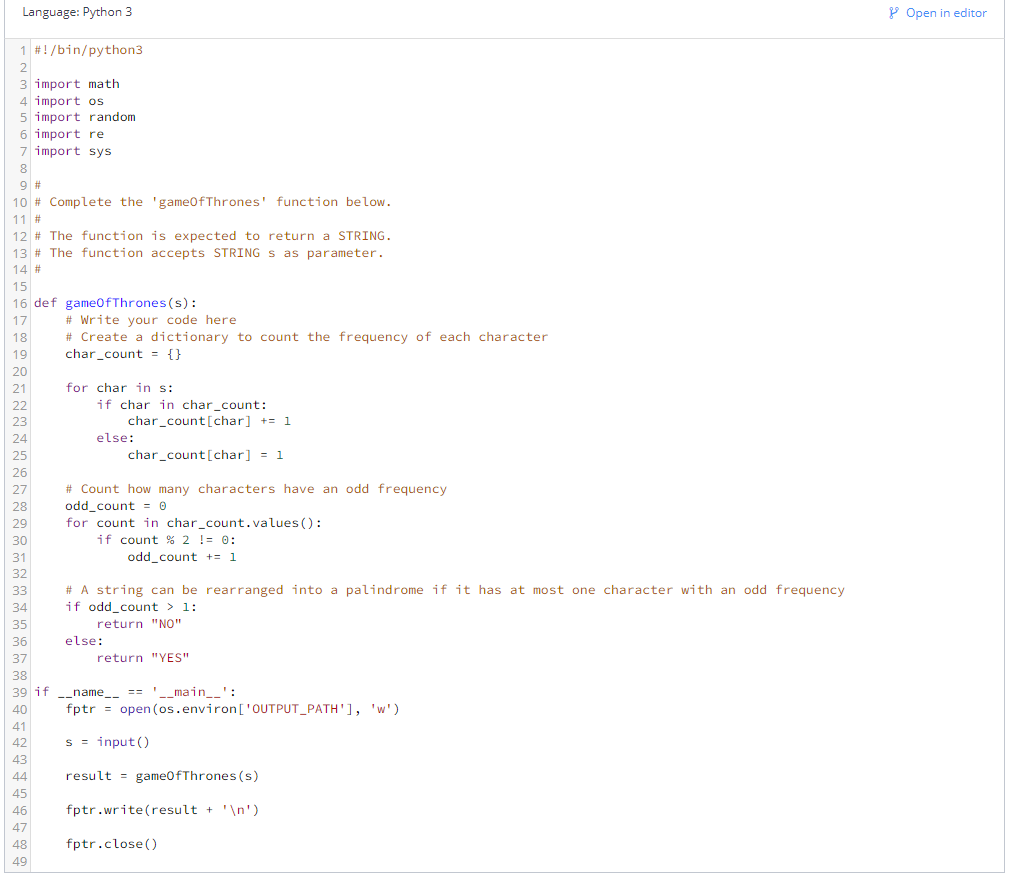 Language: Python 3
Open in editor
1 #!/bin/python3
2
3 import math
4 import os
5 import random
6 import re
7 import sys
8
9 #
10 # Complete the 'gameOfThrones' function below.
11 #
12 # The function is expected to return a STRING.
13 # The function accepts STRING s as parameter.
14 #
15
16 def gameOfThrones(s):
17     # Write your code here
18     # Create a dictionary to count the frequency of each character
19     char_count = {}
20
21     for char in s:
22         if char in char_count:
23             char_count[char] += 1
24         else:
25             char_count[char] = 1
26
27     # Count how many characters have an odd frequency
28     odd_count = 0
29     for count in char_count.values():
30         if count % 2 != 0:
31             odd_count += 1
32
33     # A string can be rearranged into a palindrome if it has at most one character with an odd frequency
34     if odd_count > 1:
35         return "NO"
36     else:
37         return "YES"
38
39 if __name__ == '__main__':
40     fptr = open(os.environ['OUTPUT_PATH'], 'w')
41
42     s = input()
43
44     result = gameOfThrones(s)
45
46     fptr.write(result + '\n')
47
48     fptr.close()
49